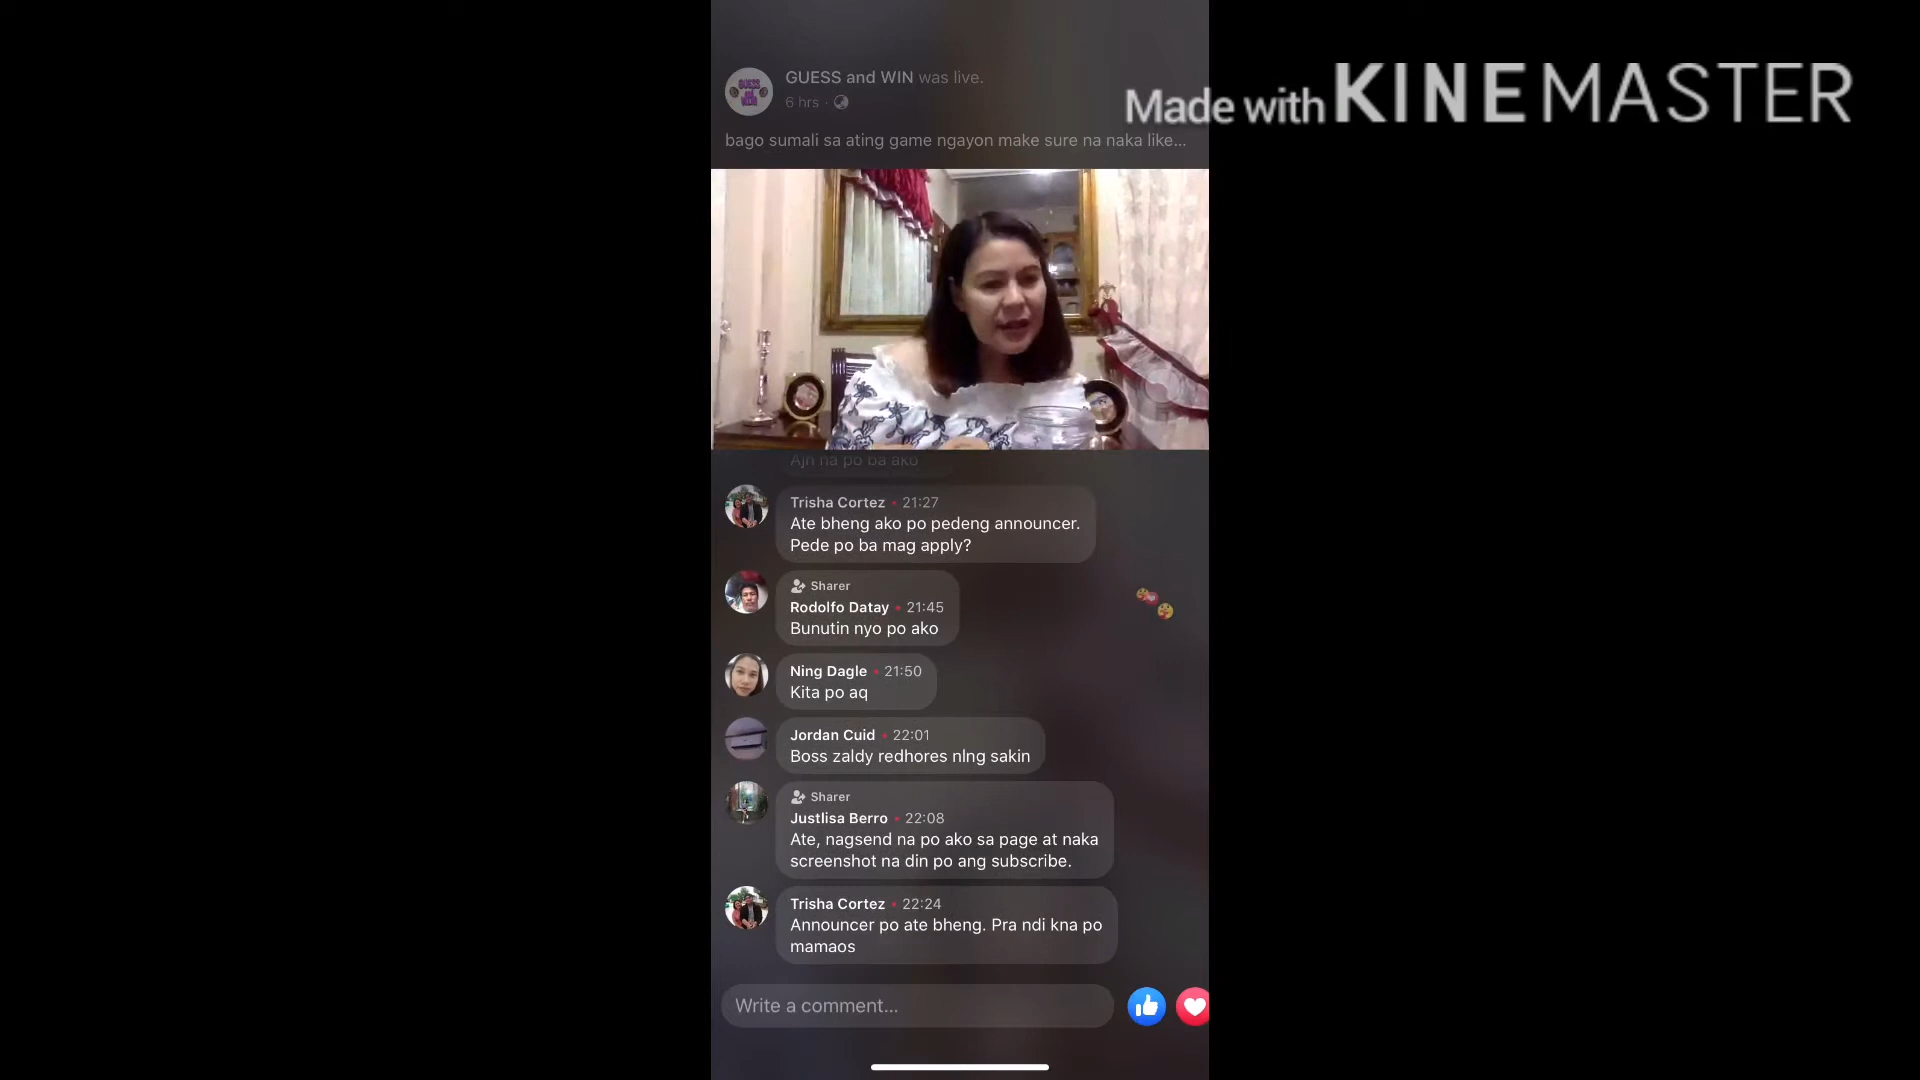 GUESS and WIN was live.
6 hrs ·
Made with KINEMASTER
bago sumali sa ating game ngayon make sure na naka like...
Ajn na po ba ako
Trisha Cortez • 21:27
Ate bheng ako po pedeng announcer.
Pede po ba mag apply?
Sharer
Rodolfo Datay • 21:45
Bunutin nyo po ako
Ning Dagle • 21:50
Kita po aq
Jordan Cuid • 22:01
Boss zaldy redhores nlng sakin
Sharer
Justlisa Berro • 22:08
Ate, nagsend na po ako sa page at naka
screenshot na din po ang subscribe.
Trisha Cortez • 22:24
Announcer po ate bheng. Pra ndi kna po
mamaos
Write a comment...